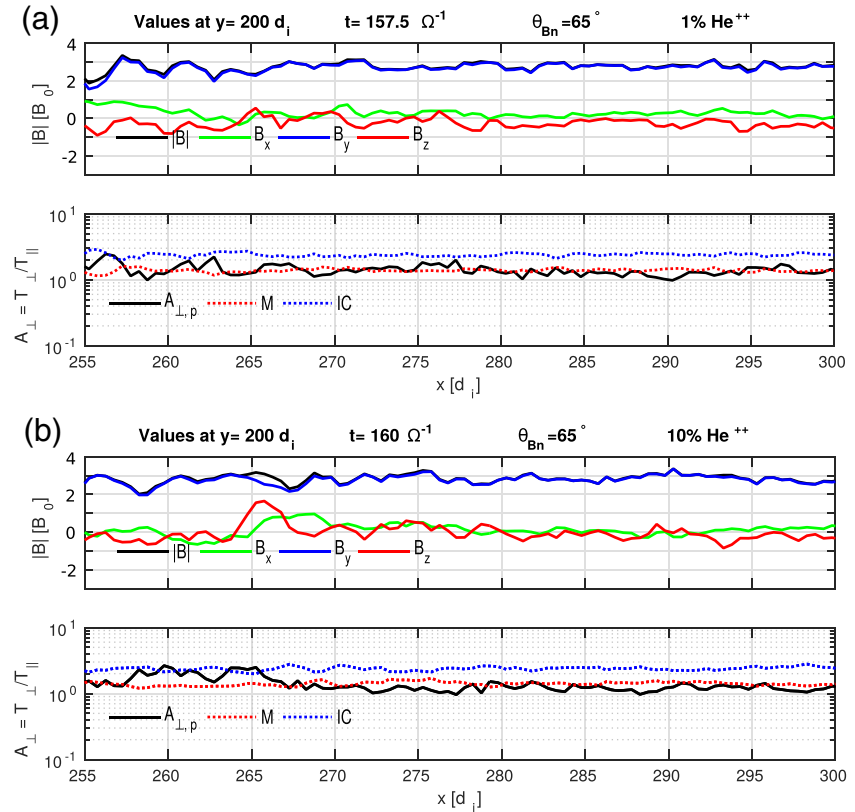 (a)
Values at y= 200 d_i t= 157.5 Ω^-1 θ_Bn=65° 1% He^++
|B| [B_0]
4
2
0
-2
|B| B_x B_y B_z
A_⊥ = T_⊥/T_||
10^1
10^0
10^-1
A_⊥,p M IC
255 260 265 270 275 280 285 290 295 300
x [d_i]
(b)
Values at y= 200 d_i t= 160 Ω^-1 θ_Bn=65° 10% He^++
|B| [B_0]
4
2
0
-2
|B| B_x B_y B_z
A_⊥ = T_⊥/T_||
10^1
10^0
10^-1
A_⊥,p M IC
255 260 265 270 275 280 285 290 295 300
x [d_i]